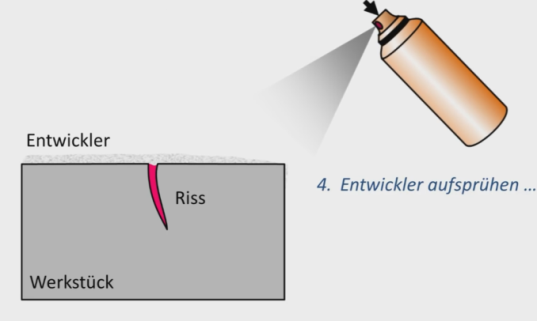 Entwickler
Riss
4. Entwickler aufsprühen ...
Werkstück